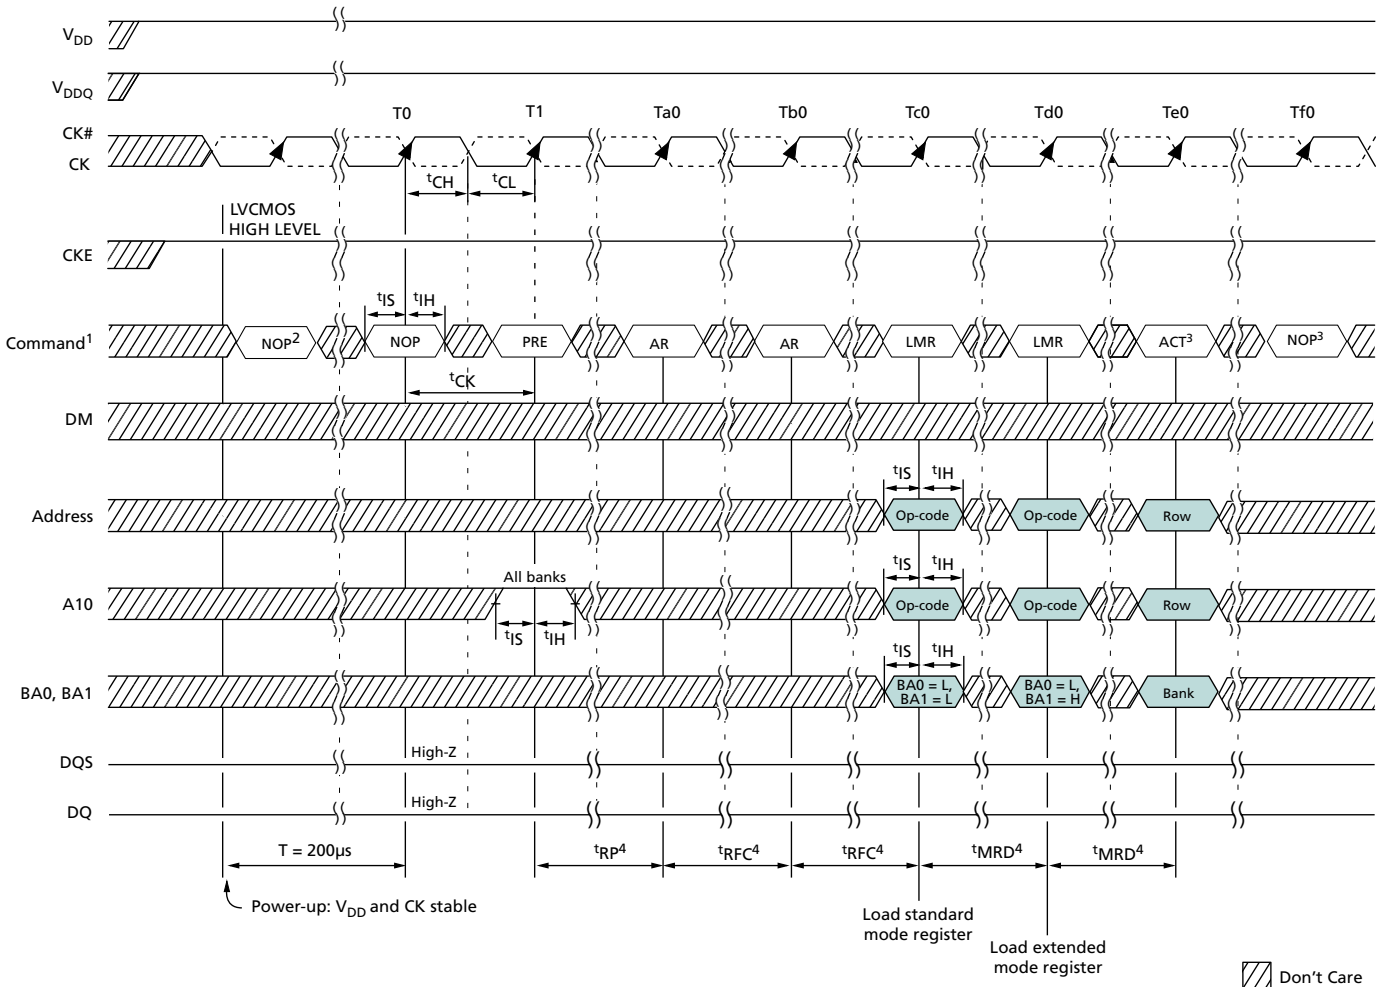 VDD
VDDQ
T0 T1 Ta0 Tb0 Tc0 Td0 Te0 Tf0
CK#
CK
tCH tCL
LVCMOS
HIGH LEVEL
CKE
tIS tIH
Command1 NOP2 NOP PRE AR AR LMR LMR ACT3 NOP3
tCK
DM
tIS tIH
Address Op-code Op-code Row
All banks
tIS tIH
A10 Op-code Op-code Row
tIS tIH
tIS tIH
BA0, BA1
BA0 = L,
BA1 = L
BA0 = L,
BA1 = H
Bank
DQS High-Z
DQ High-Z
T = 200µs tRP4 tRFC4 tRFC4 tMRD4 tMRD4
Power-up: VDD and CK stable
Load standard
mode register
Load extended
mode register
Don't Care